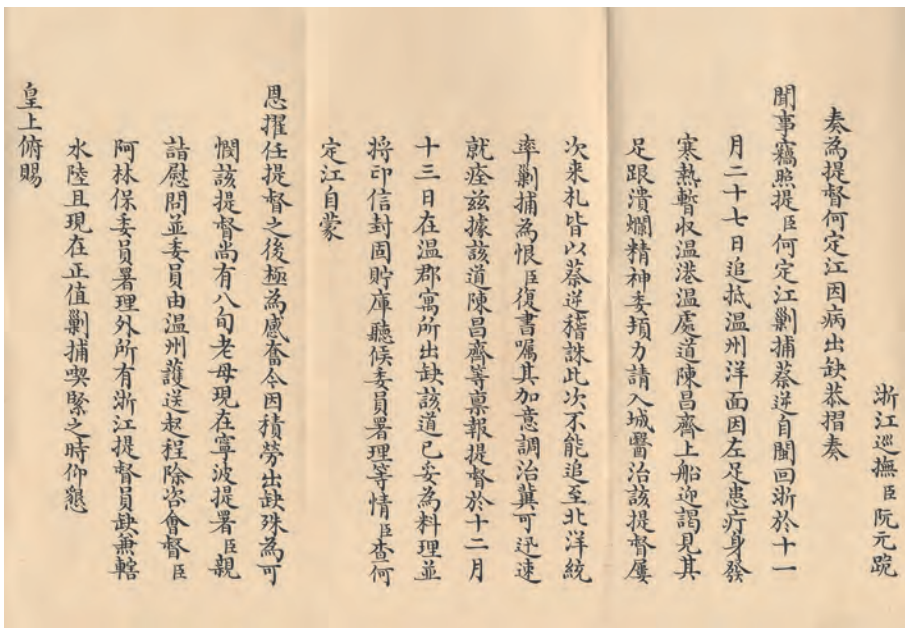 浙江巡撫臣阮元跪
奏為提督何定江因病出缺恭摺奏
聞事竊照提臣何定江剿捕蔡逆自閩回浙於十一
月二十七日追抵温州洋面因左足患疔身發
寒熱暫收温港温處道陳昌齊上船迎謁見其
足跟潰爛精神委頓力請入城醫治該提督屢
次来札皆以蔡逆稽誅此次不能追至北洋統
率剿捕為恨臣復書嘱其加意調治冀可迅速
就痊兹據該道陳昌齊等禀報提督於十二月
十三日在温郡寓所出缺該道已妥為料理並
将印信封固貯庫聽候委員署理等情臣查何
定江自蒙
恩擢任提督之後極為感奮今因積勞出缺殊為可
憫該提督尚有八旬老母現在寧波提署臣親
詣慰問並委員由温州護送起程除咨會督臣
阿林保委員署理外所有浙江提督員缺兼轄
水陸且現在正值剿捕喫緊之時仰懇
皇上俯賜